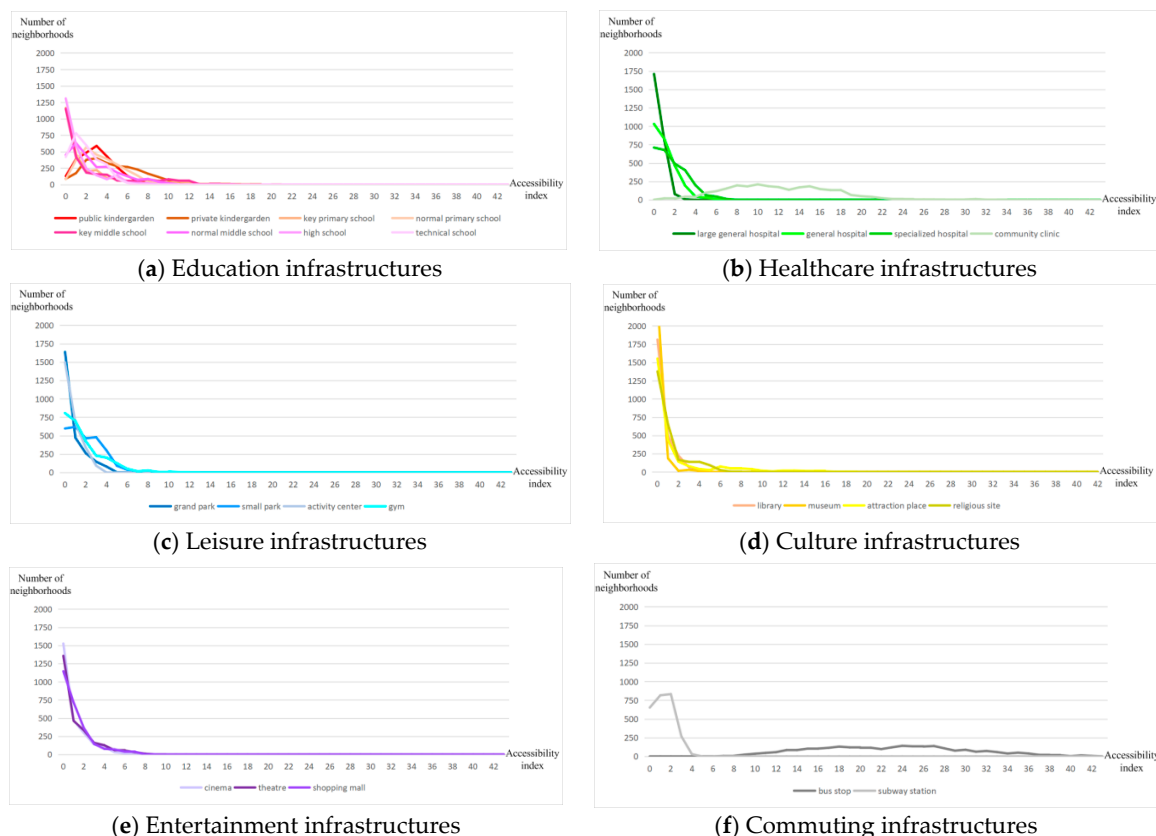 Number of
neighborhoods
2000
1750
1500
1250
1000
750
500
250
0
0 2 4 6 8 10 12 14 16 18 20 22 24 26 28 30 32 34 36 38 40 42
Accessibility
index
public kindergarden private kindergarden key primary school normal primary school
key middle school normal middle school high school technical school
(a) Education infrastructures
Number of
neighborhoods
2000
1750
1500
1250
1000
750
500
250
0
0 2 4 6 8 10 12 14 16 18 20 22 24 26 28 30 32 34 36 38 40 42
Accessibility
index
large general hospital general hospital specialized hospital community clinic
(b) Healthcare infrastructures
Number of
neighborhoods
2000
1750
1500
1250
1000
750
500
250
0
0 2 4 6 8 10 12 14 16 18 20 22 24 26 28 30 32 34 36 38 40 42
Accessibility
index
grand park small park activity center gym
(c) Leisure infrastructures
Number of
neighborhoods
2000
1750
1500
1250
1000
750
500
250
0
0 2 4 6 8 10 12 14 16 18 20 22 24 26 28 30 32 34 36 38 40 42
Accessibility
index
library museum attraction place religious site
(d) Culture infrastructures
Number of
neighborhoods
2000
1750
1500
1250
1000
750
500
250
0
0 2 4 6 8 10 12 14 16 18 20 22 24 26 28 30 32 34 36 38 40 42
Accessibility
index
cinema theatre shopping mall
(e) Entertainment infrastructures
Number of
neighborhoods
2000
1750
1500
1250
1000
750
500
250
0
0 2 4 6 8 10 12 14 16 18 20 22 24 26 28 30 32 34 36 38 40 42
Accessibility
index
bus stop subway station
(f) Commuting infrastructures